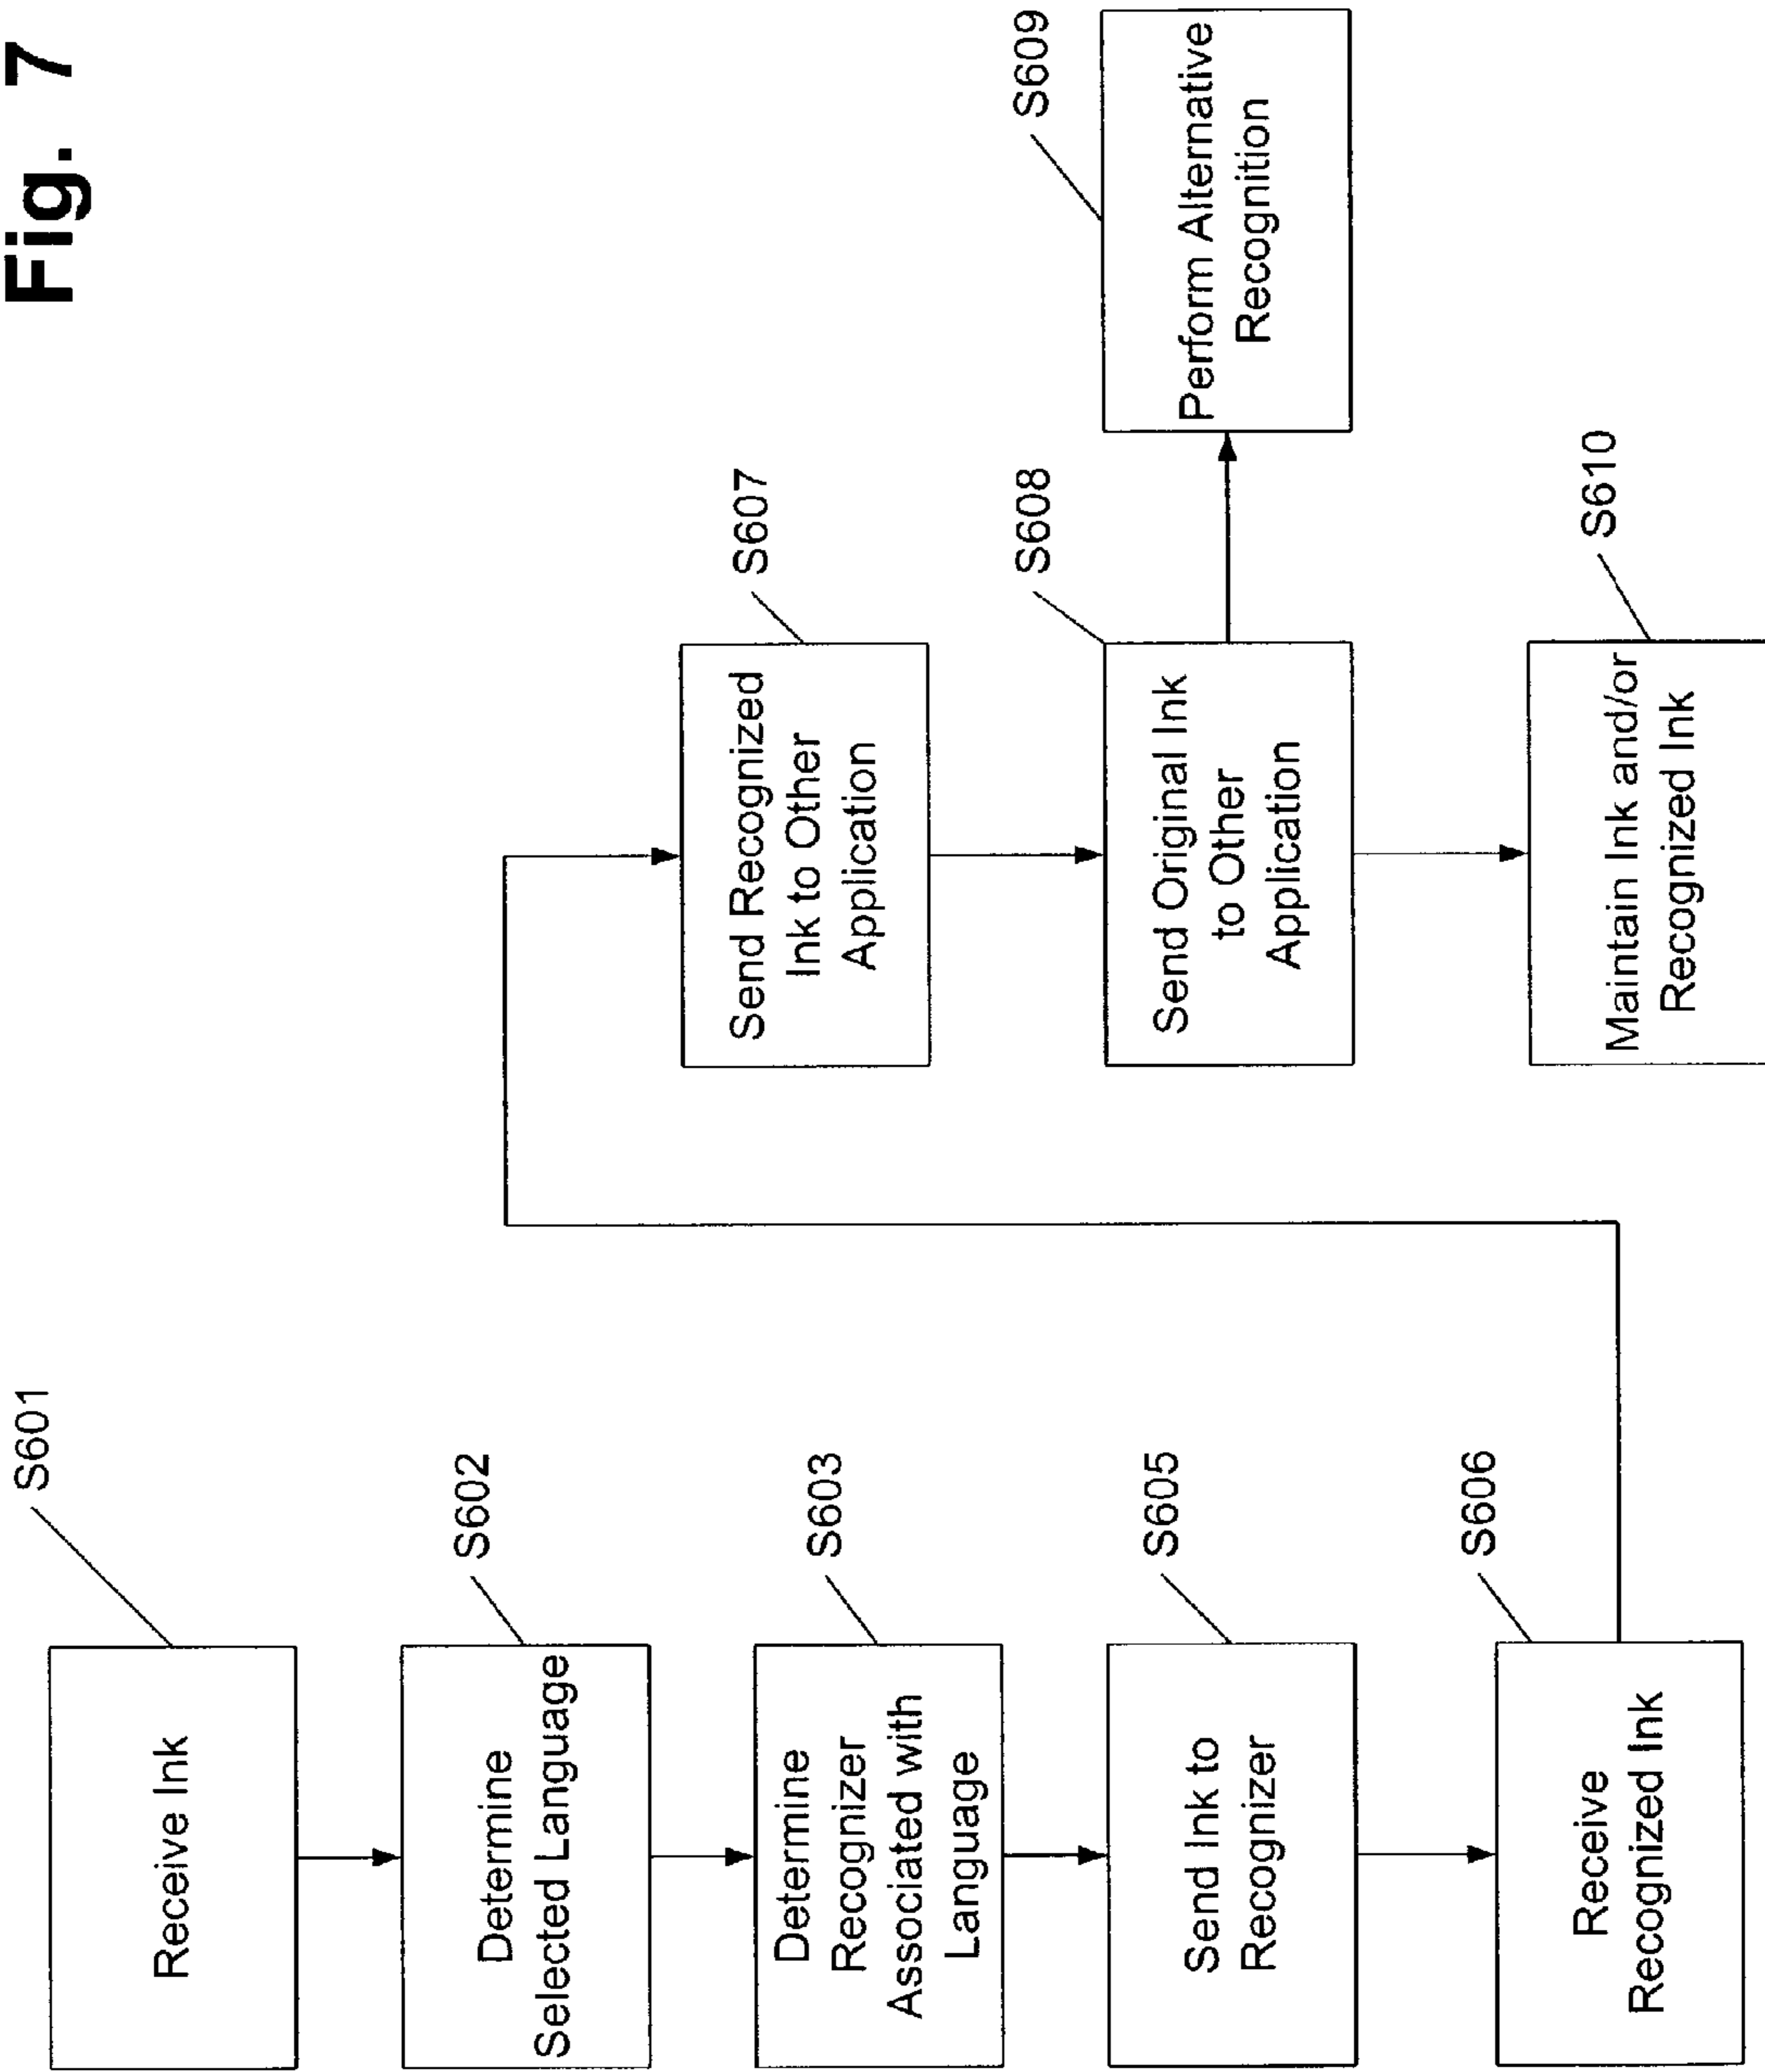 Fig. 7
S601
Receive Ink
S602
Determine
Selected Language
S603
Determine
Recognizer
Associated with
Language
S605
Send Ink to
Recognizer
S606
Receive
Recognized Ink
S607
Send Recognized
Ink to Other
Application
S608
Send Original Ink
to Other
Application
S609
Perform Alternative
Recognition
S610
Maintain Ink and/or
Recognized Ink